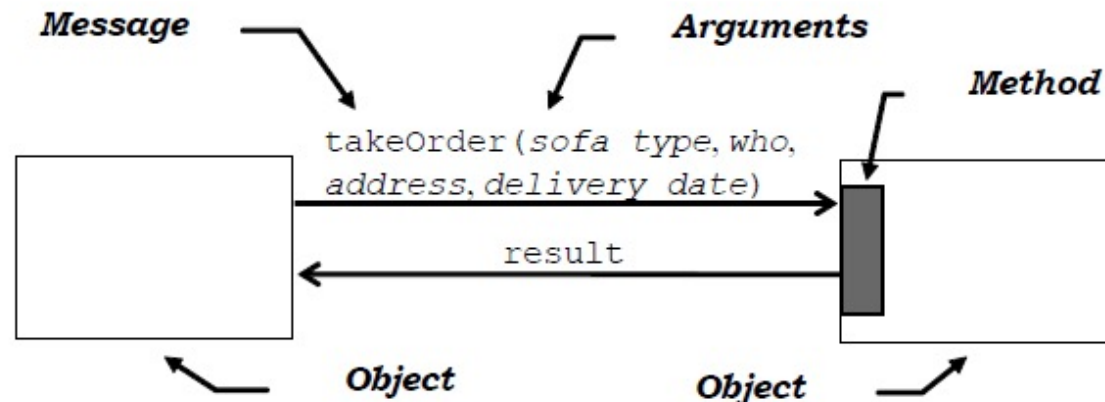 Message
Arguments
Method
takeOrder(sofa type, who,
address, delivery date)
result
Object
Object